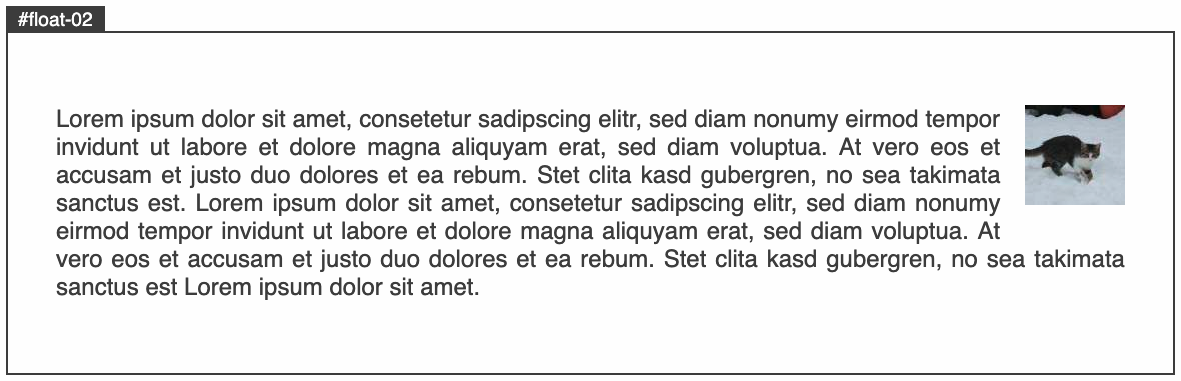 #float-02
Lorem ipsum dolor sit amet, consetetur sadipscing elitr, sed diam nonumy eirmod tempor
invidunt ut labore et dolore magna aliquyam erat, sed diam voluptua. At vero eos et
accusam et justo duo dolores et ea rebum. Stet clita kasd gubergren, no sea takimata
sanctus est. Lorem ipsum dolor sit amet, consetetur sadipscing elitr, sed diam nonumy
eirmod tempor invidunt ut labore et dolore magna aliquyam erat, sed diam voluptua. At
vero eos et accusam et justo duo dolores et ea rebum. Stet clita kasd gubergren, no sea takimata
sanctus est Lorem ipsum dolor sit amet.